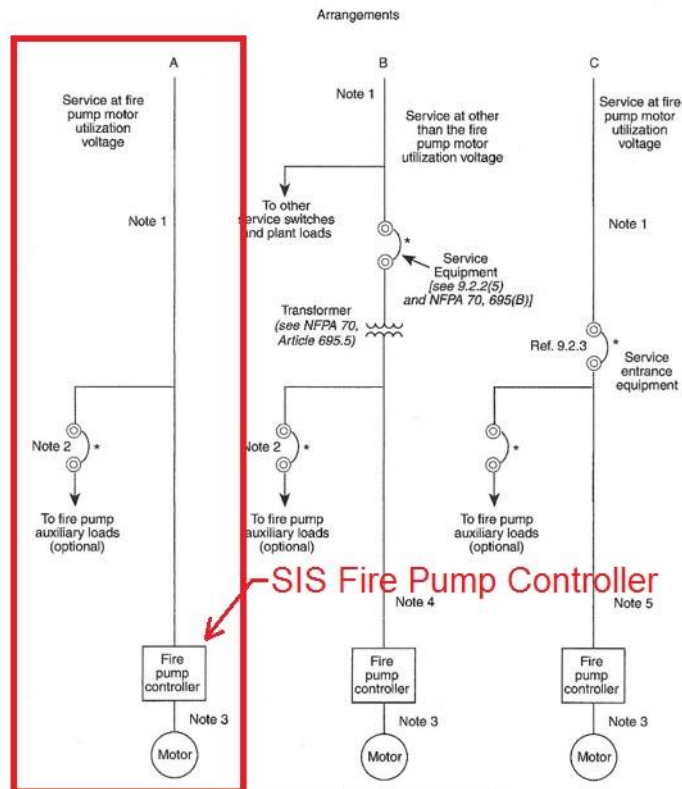 Arrangements
A
Service at fire
pump motor
utilization
voltage
Note 1
Note 2
*
To fire pump
auxiliary loads
(optional)
Fire
pump
controller
Note 3
Motor
B
Note 1
Service at other
than the fire
pump motor
utilization voltage
To other
service switches
and plant loads
*
Service
Equipment
[see 9.2.2(5)
and NFPA 70, 695(B)]
Transformer
(see NFPA 70,
Article 695.5)
Note 2
*
To fire pump
auxiliary loads
(optional)
SIS Fire Pump Controller
Note 4
Fire
pump
controller
Note 3
Motor
C
Service at fire
pump motor
utilization
voltage
Note 1
Ref. 9.2.3
*
Service
entrance
equipment
*
To fire pump
auxiliary loads
(optional)
Note 5
Fire
pump
controller
Note 3
Motor